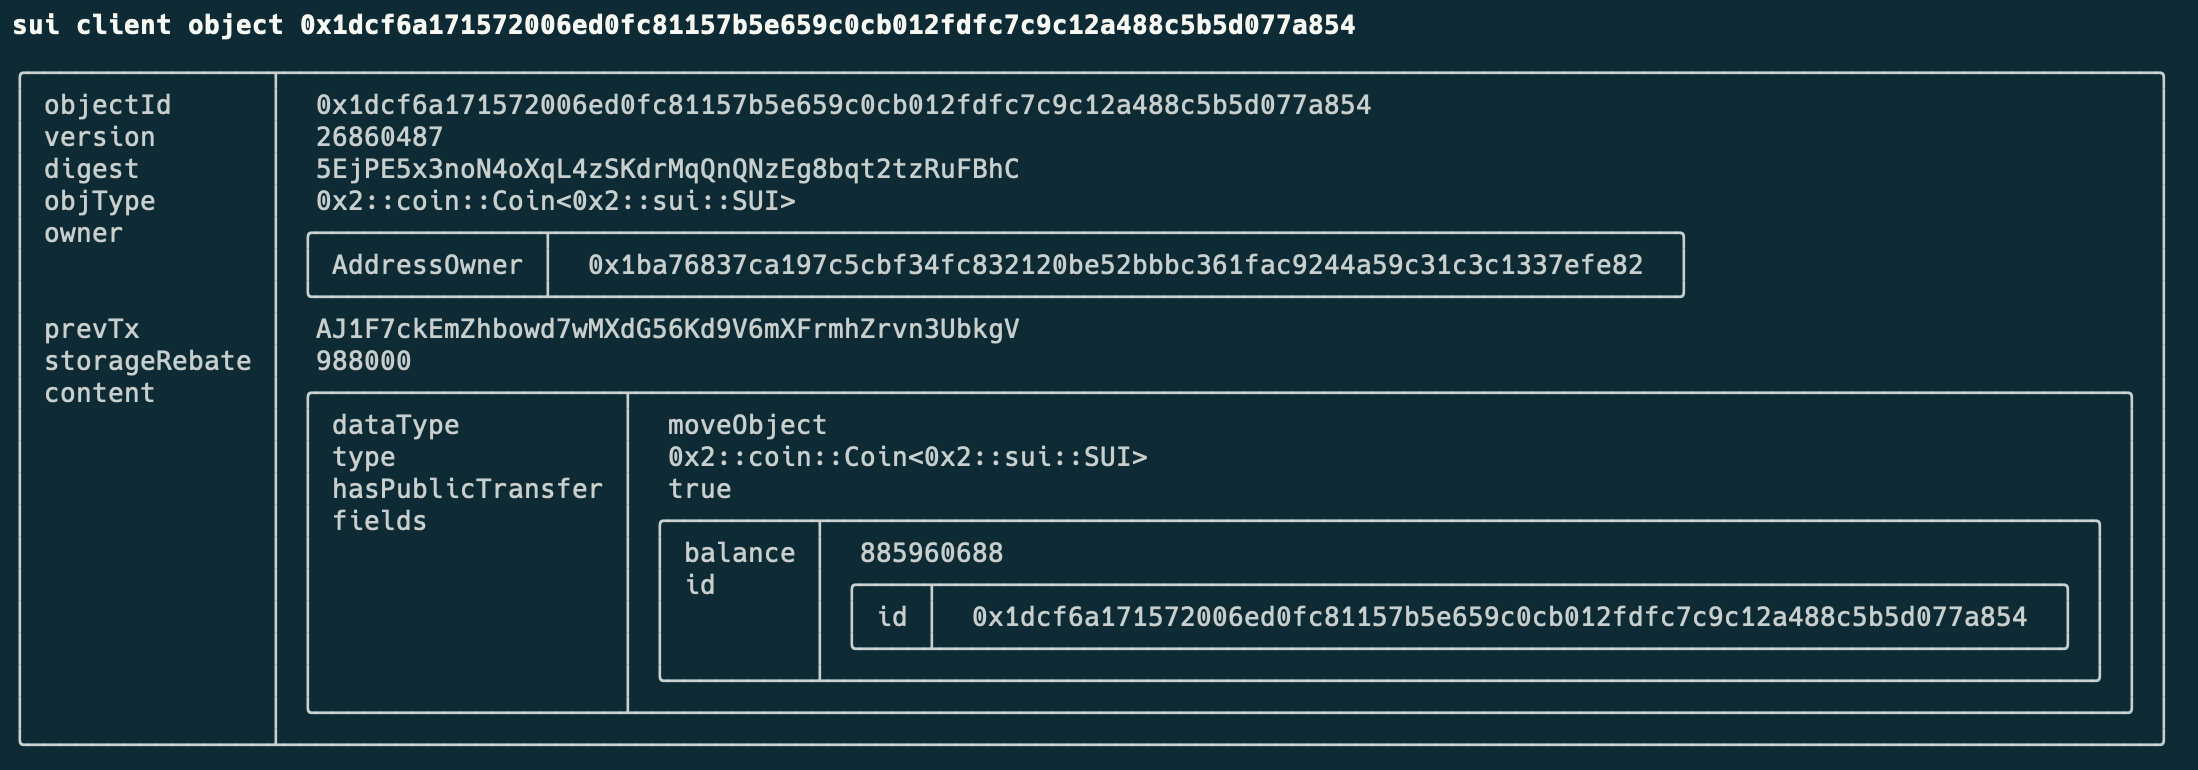 sui client object 0x1dcf6a171572006ed0fc81157b5e659c0cb012fdfc7c9c12a488c5b5d077a854
objectId 0x1dcf6a171572006ed0fc81157b5e659c0cb012fdfc7c9c12a488c5b5d077a854
version 26860487
digest 5EjPE5x3noN4oXqL4zSKdrMqQnQNzEg8bqt2tzRuFBhC
objType 0x2::coin::Coin<0x2::sui::SUI>
owner
AddressOwner 0x1ba76837ca197c5cbf34fc832120be52bbbc361fac9244a59c31c3c1337efe82
prevTx AJ1F7ckEmZhbowd7wMXdG56Kd9V6mXFrmhZrvn3UbkgV
storageRebate 988000
content
dataType moveObject
type 0x2::coin::Coin<0x2::sui::SUI>
hasPublicTransfer true
fields
balance 885960688
id
id 0x1dcf6a171572006ed0fc81157b5e659c0cb012fdfc7c9c12a488c5b5d077a854